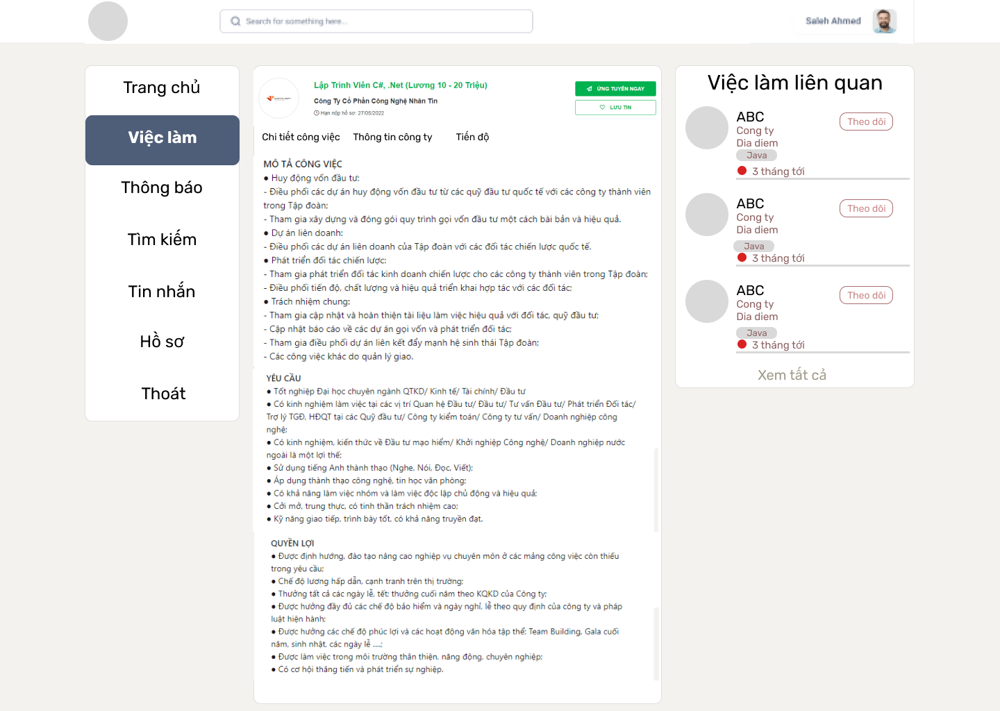 Search for something here...
Saleh Ahmed
Trang chủ
Việc làm
Thông báo
Tìm kiếm
Tin nhắn
Hồ sơ
Thoát
Lập Trình Viên C#, .Net (Lương 10 - 20 Triệu)
Công Ty Cổ Phần Công Nghệ Nhân Tin
Hạn nộp hồ sơ: 27/05/2022
ỨNG TUYỂN NGAY
LƯU TIN
Chi tiết công việc Thông tin công ty Tiến độ
MÔ TẢ CÔNG VIỆC
● Huy động vốn đầu tư:
- Điều phối các dự án huy động vốn đầu tư từ các quỹ đầu tư quốc tế với các công ty thành viên
trong Tập đoàn;
- Tham gia xây dựng và đóng gói quy trình gọi vốn đầu tư một cách bài bản và hiệu quả.
● Dự án liên doanh:
- Điều phối các dự án liên doanh của Tập đoàn với các đối tác chiến lược quốc tế.
● Phát triển đối tác chiến lược:
- Tham gia phát triển đối tác kinh doanh chiến lược cho các công ty thành viên trong Tập đoàn;
- Điều phối tiến độ, chất lượng và hiệu quả triển khai hợp tác với các đối tác;
● Trách nhiệm chung:
- Tham gia cập nhật và hoàn thiện tài liệu làm việc hiệu quả với đối tác, quỹ đầu tư;
- Cập nhật báo cáo về các dự án gọi vốn và phát triển đối tác;
- Tham gia điều phối dự án liên kết đẩy mạnh hệ sinh thái Tập đoàn;
- Các công việc khác do quản lý giao.
YÊU CẦU
● Tốt nghiệp Đại học chuyên ngành QTKD/ Kinh tế/ Tài chính/ Đầu tư
● Có kinh nghiệm làm việc tại các vị trí Quan hệ Đầu tư/ Đầu tư/ Tư vấn Đầu tư/ Phát triển Đối tác/
Trợ lý TGĐ, HĐQT tại các Quỹ đầu tư/ Công ty kiểm toán/ Công ty tư vấn/ Doanh nghiệp công
nghệ;
● Có kinh nghiệm, kiến thức về Đầu tư mạo hiểm/ Khởi nghiệp Công nghệ/ Doanh nghiệp nước
ngoài là một lợi thế;
● Sử dụng tiếng Anh thành thạo (Nghe, Nói, Đọc, Viết);
● Áp dụng thành thạo công nghệ, tin học văn phòng;
● Có khả năng làm việc nhóm và làm việc độc lập chủ động và hiệu quả;
● Cởi mở, trung thực, có tinh thần trách nhiệm cao;
● Kỹ năng giao tiếp, trình bày tốt, có khả năng truyền đạt.
QUYỀN LỢI
● Được định hướng, đào tạo nâng cao nghiệp vụ chuyên môn ở các mảng công việc còn thiếu
trong yêu cầu;
● Chế độ lương hấp dẫn, cạnh tranh trên thị trường;
● Thưởng tất cả các ngày lễ, tết; thưởng cuối năm theo KQKD của Công ty;
● Được hưởng đầy đủ các chế độ bảo hiểm và ngày nghỉ, lễ theo quy định của công ty và pháp
luật hiện hành;
● Được hưởng các chế độ phúc lợi và các hoạt động văn hóa tập thể: Team Building, Gala cuối
năm, sinh nhật, các ngày lễ ....;
● Được làm việc trong môi trường thân thiện, năng động, chuyên nghiệp;
● Có cơ hội thăng tiến và phát triển sự nghiệp.
Việc làm liên quan
ABC
Theo dõi
Cong ty
Dia diem
Java
3 tháng tới
ABC
Theo dõi
Cong ty
Dia diem
Java
3 tháng tới
ABC
Theo dõi
Cong ty
Dia diem
Java
3 tháng tới
Xem tất cả